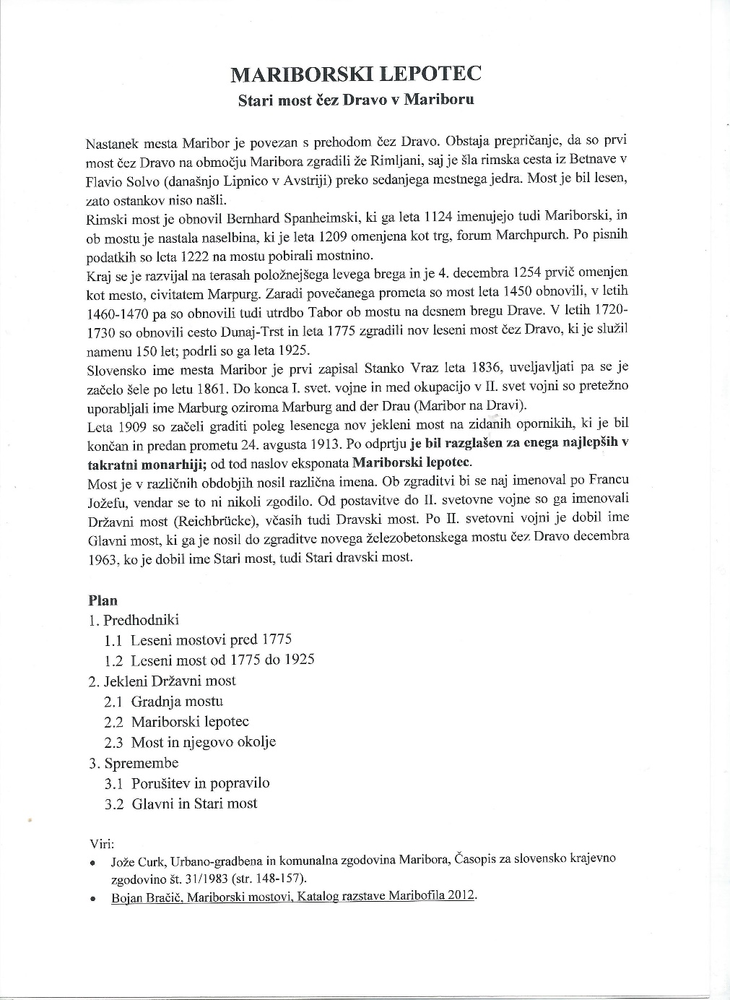 MARIBORSKI LEPOTEC
Stari most čez Dravo v Mariboru
Nastanek mesta Maribor je povezan s prehodom čez Dravo. Obstaja prepričanje, da so prvi
most čez Dravo na območju Maribora zgradili že Rimljani, saj je šla rimska cesta iz Betnave v
Flavio Solvo (današnjo Lipnico v Avstriji) preko sedanjega mestnega jedra. Most je bil lesen,
zato ostankov niso našli.
Rimski most je obnovil Bernhard Spanheimski, ki ga leta 1124 imenujejo tudi Mariborski, in
ob mostu je nastala naselbina, ki je leta 1209 omenjena kot trg, forum Marchpurch. Po pisnih
podatkih so leta 1222 na mostu pobirali mostnino.
Kraj se je razvijal na terasah položnejšega levega brega in je 4. decembra 1254 prvič omenjen
kot mesto, civitatem Marpurg. Zaradi povečanega prometa so most leta 1450 obnovili, v letih
1460-1470 pa so obnovili tudi utrdbo Tabor ob mostu na desnem bregu Drave. V letih 1720-
1730 so obnovili cesto Dunaj-Trst in leta 1775 zgradili nov leseni most čez Dravo, ki je služil
namenu 150 let; podrli so ga leta 1925.
Slovensko ime mesta Maribor je prvi zapisal Stanko Vraz leta 1836, uveljavljati pa se je
začelo šele po letu 1861. Do konca I. svet. vojne in med okupacijo v II. svet vojni so pretežno
uporabljali ime Marburg oziroma Marburg and der Drau (Maribor na Dravi).
Leta 1909 so začeli graditi poleg lesenega nov jekleni most na zidanih opornikih, ki je bil
končan in predan prometu 24. avgusta 1913. Po odprtju je bil razglašen za enega najlepših v
takratni monarhiji; od tod naslov eksponata Mariborski lepotec.
Most je v različnih obdobjih nosil različna imena. Ob zgraditvi bi se naj imenoval po Francu
Jožefu, vendar se to ni nikoli zgodilo. Od postavitve do II. svetovne vojne so ga imenovali
Državni most (Reichbrücke), včasih tudi Dravski most. Po II. svetovni vojni je dobil ime
Glavni most, ki ga je nosil do zgraditve novega železobetonskega mostu čez Dravo decembra
1963, ko je dobil ime Stari most, tudi Stari dravski most.
Plan
1. Predhodniki
1.1 Leseni mostovi pred 1775
1.2 Leseni most od 1775 do 1925
2. Jekleni Državni most
2.1 Gradnja mostu
2.2 Mariborski lepotec
2.3 Most in njegovo okolje
3. Spremembe
3.1 Porušitev in popravilo
3.2 Glavni in Stari most
Viri:
• Jože Curk, Urbano-gradbena in komunalna zgodovina Maribora, Časopis za slovensko krajevno
zgodovino št. 31/1983 (str. 148-157).
• Bojan Bračič, Mariborski mostovi, Katalog razstave Maribofila 2012.